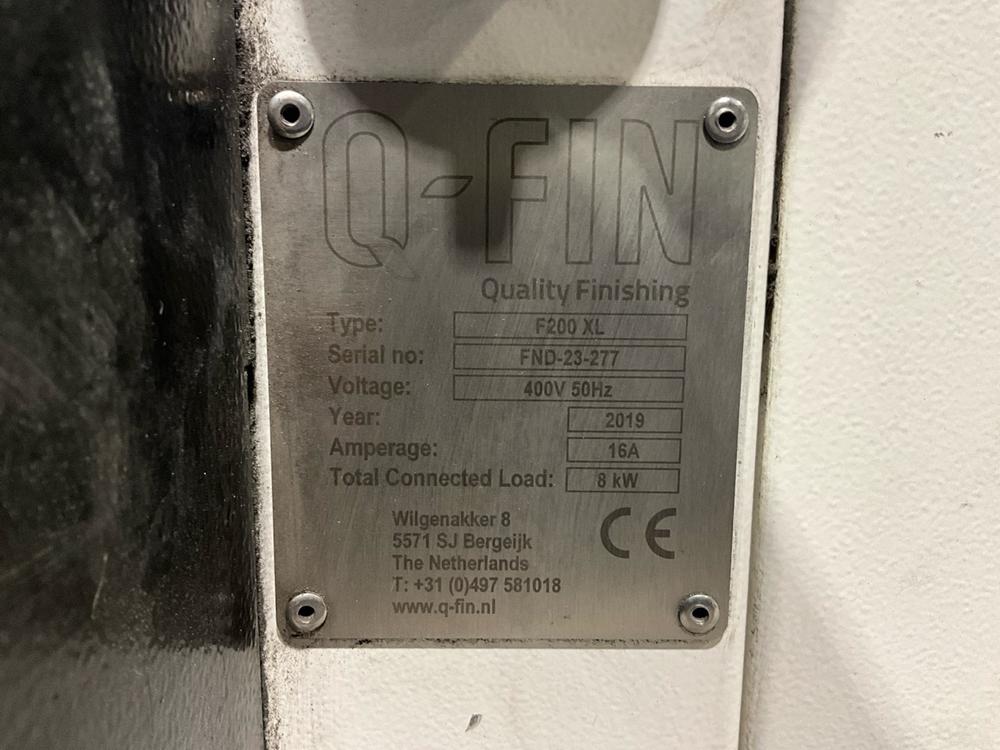 Q-FIN
Quality Finishing
Type: F200 XL
Serial no: FND-23-277
Voltage: 400V 50Hz
Year: 2019
Amperage: 16A
Total Connected Load: 8 kW
Wilgenakker 8
5571 SJ Bergeijk
The Netherlands
T: +31 (0)497 581018
www.q-fin.nl
CE